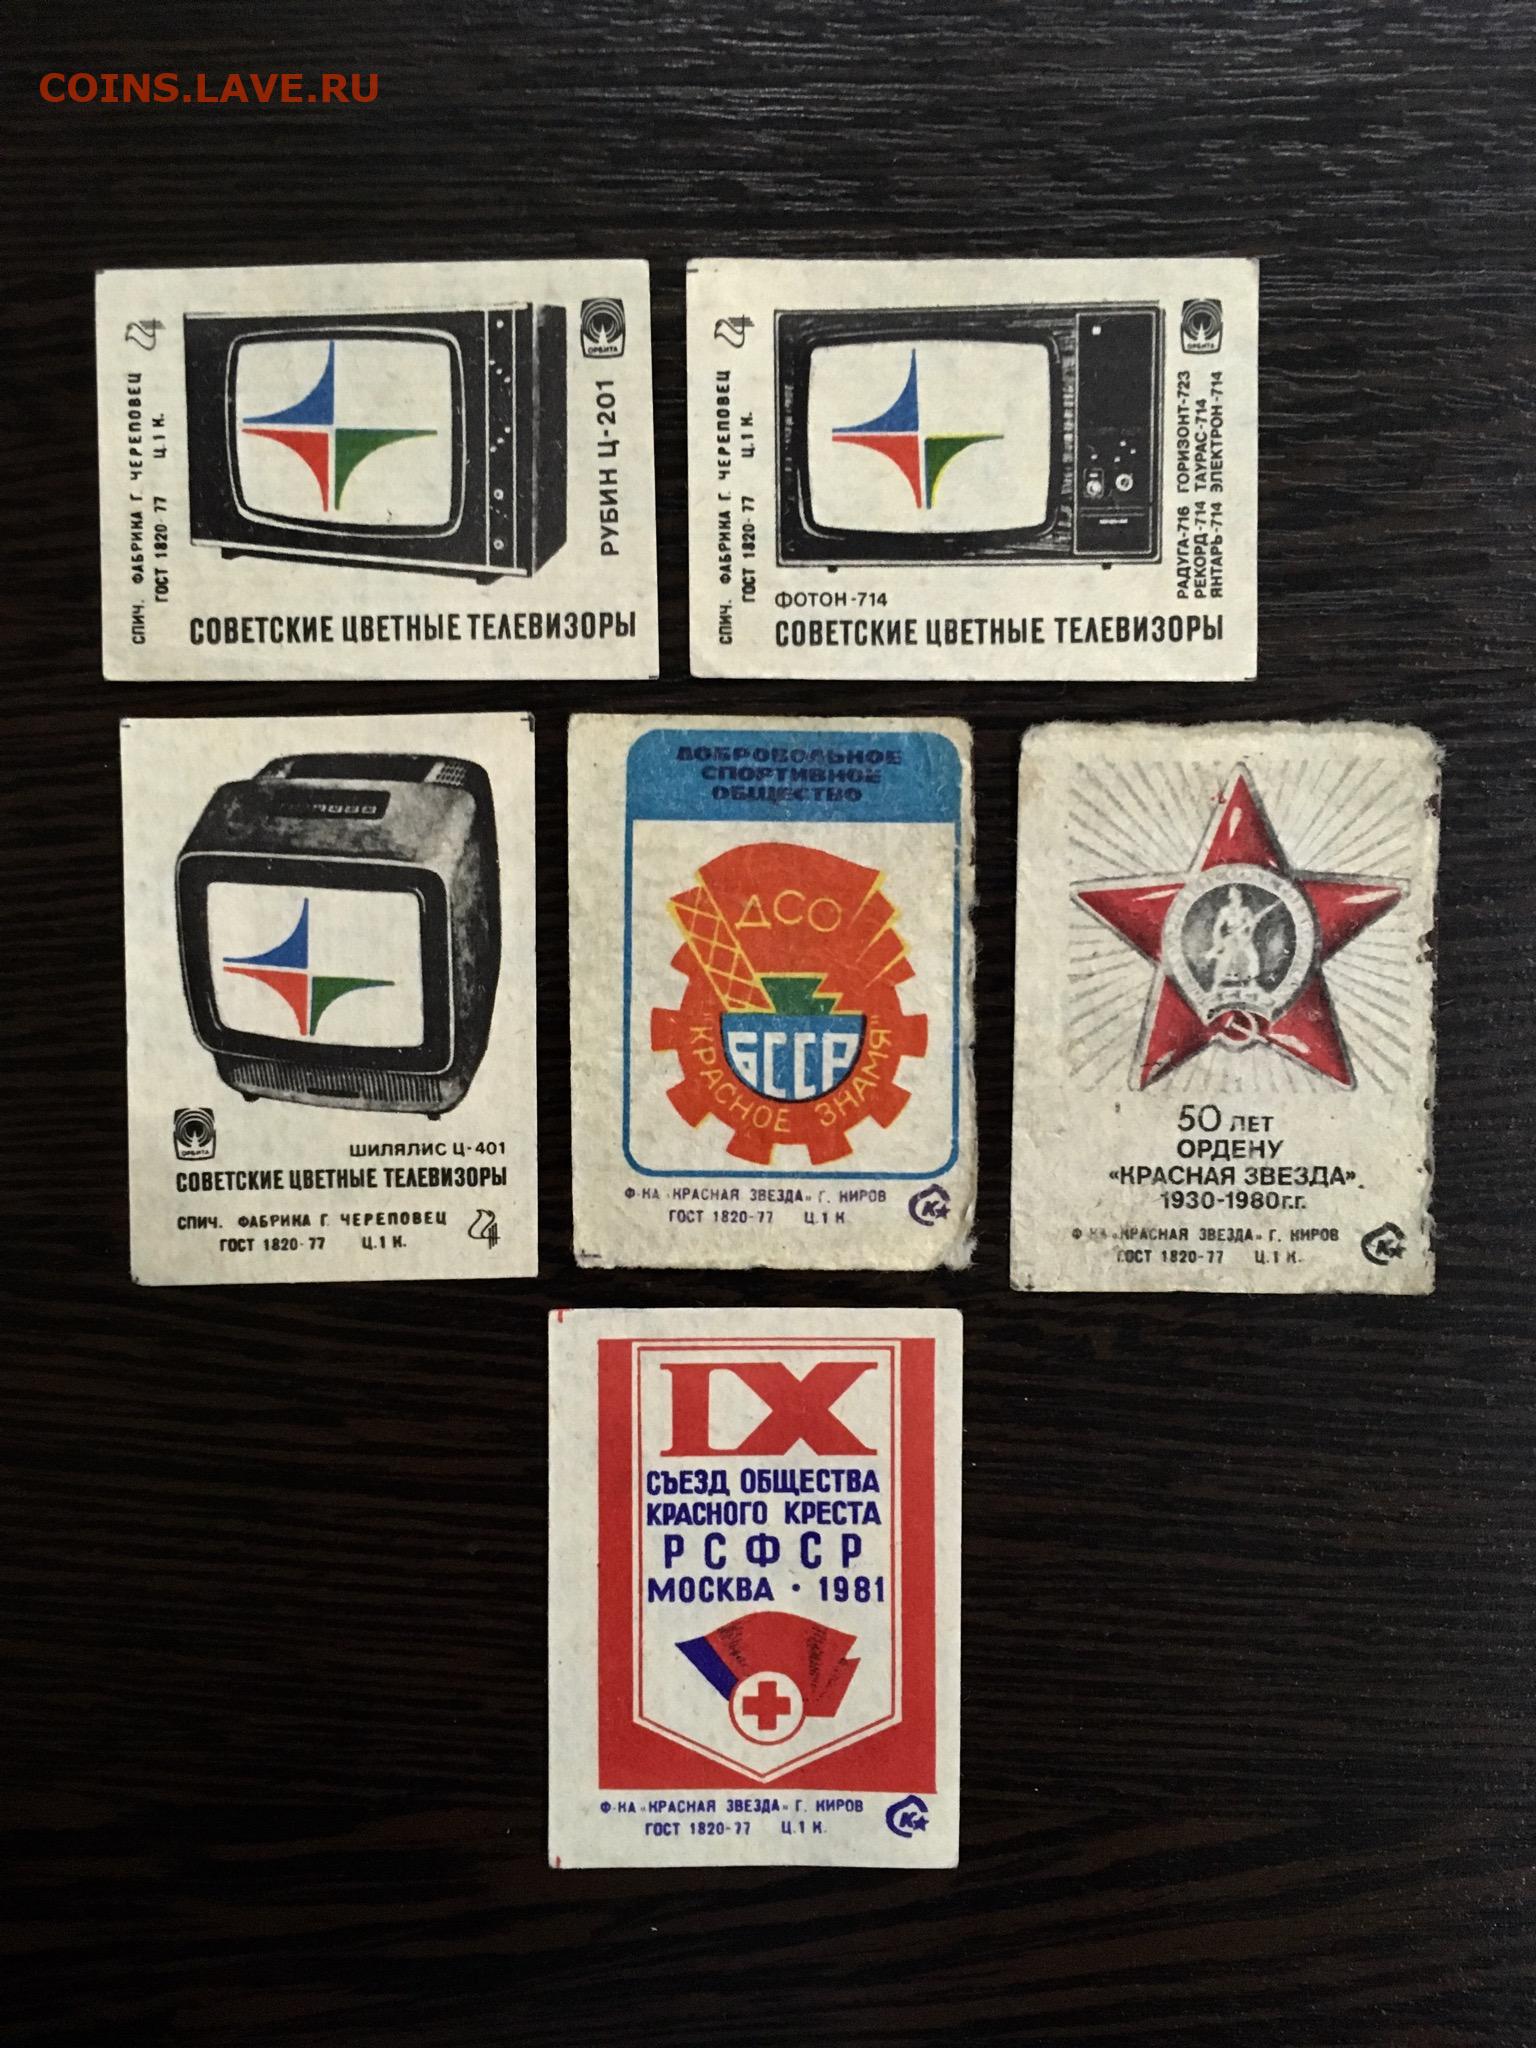 COINS.LAVE.RU
СПИЧ. ФАБРИКА Г. ЧЕРЕПОВЕЦ
ГОСТ 1820-77 Ц.1 К.
ОРБИТА
РУБИН Ц-201
СОВЕТСКИЕ ЦВЕТНЫЕ ТЕЛЕВИЗОРЫ
СПИЧ. ФАБРИКА Г. ЧЕРЕПОВЕЦ
ГОСТ 1820-77 Ц.1 К.
ОРБИТА
РАДУГА-716 ГОРИЗОНТ-723
РЕКОРД-714 ТАУРАС-714
ЯНТАРЬ-714 ЭЛЕКТРОН-714
ФОТОН-714
СОВЕТСКИЕ ЦВЕТНЫЕ ТЕЛЕВИЗОРЫ
ОРБИТА
ШИЛЯЛИС Ц-401
СОВЕТСКИЕ ЦВЕТНЫЕ ТЕЛЕВИЗОРЫ
СПИЧ. ФАБРИКА Г. ЧЕРЕПОВЕЦ
ГОСТ 1820-77 Ц.1 К.
ДОБРОВОЛЬНОЕ
СПОРТИВНОЕ
ОБЩЕСТВО
ДСО
БССР
"КРАСНОЕ ЗНАМЯ"
Ф-КА «КРАСНАЯ ЗВЕЗДА» Г. КИРОВ
ГОСТ 1820-77 Ц.1 К
К
50 ЛЕТ
ОРДЕНУ
«КРАСНАЯ ЗВЕЗДА»
1930-1980г.г.
Ф-КА «КРАСНАЯ ЗВЕЗДА» Г. КИРОВ
ГОСТ 1820-77 Ц.1 К.
К
IX
СЪЕЗД ОБЩЕСТВА
КРАСНОГО КРЕСТА
РСФСР
МОСКВА · 1981
Ф-КА «КРАСНАЯ ЗВЕЗДА» Г. КИРОВ
ГОСТ 1820-77 Ц.1 К.
К